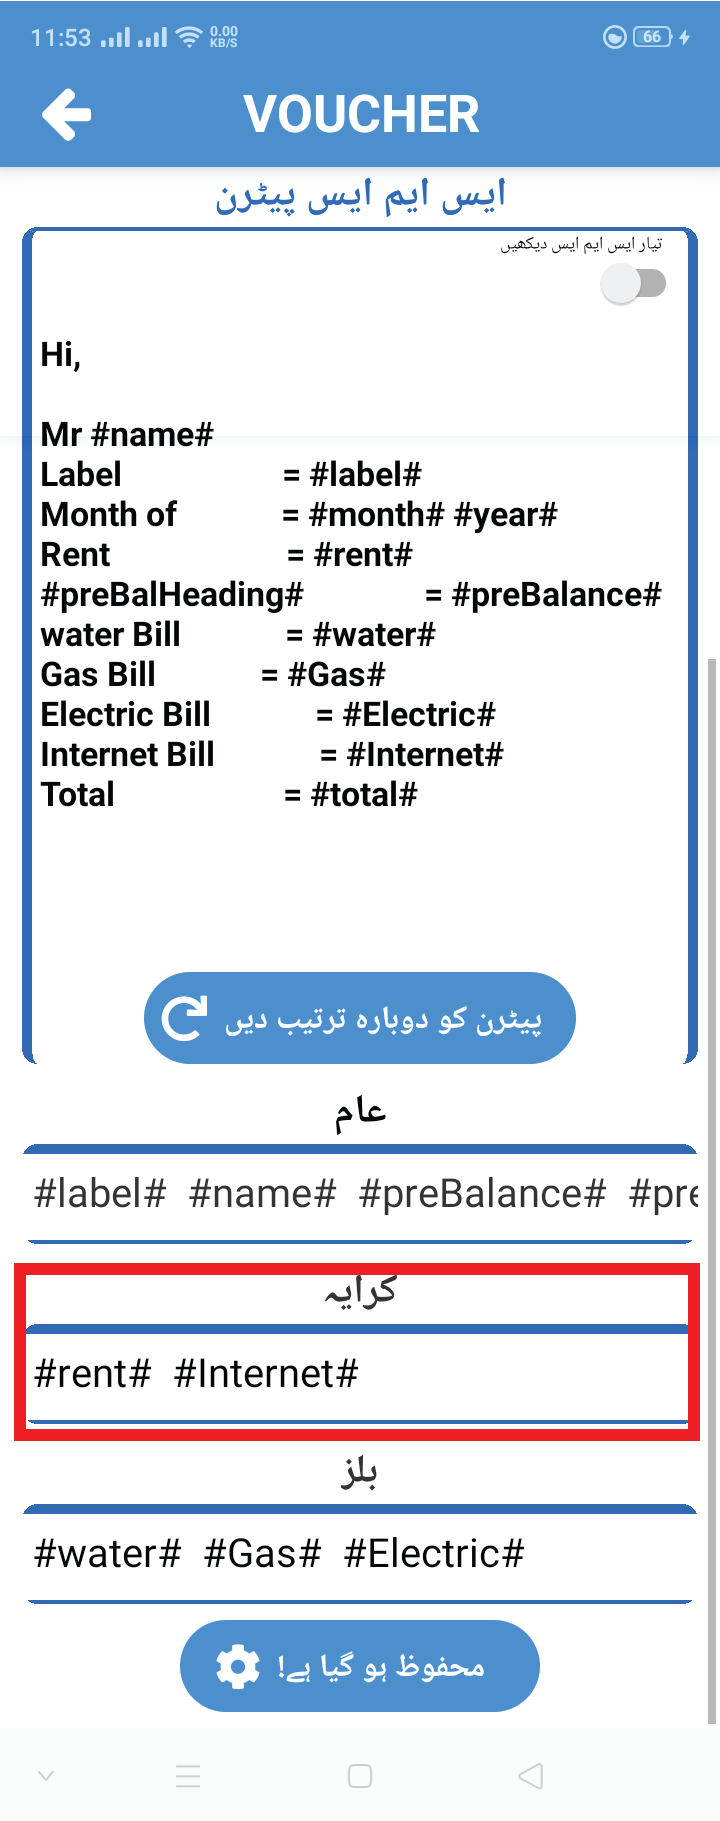 11:53 0.00 KB/S 66
VOUCHER
ایس ایم ایس پیٹرن
تیار ایس ایم ایس دیکھیں
Hi,
Mr #name#
Label = #label#
Month of = #month# #year#
Rent = #rent#
#preBalHeading# = #preBalance#
water Bill = #water#
Gas Bill = #Gas#
Electric Bill = #Electric#
Internet Bill = #Internet#
Total = #total#
پیٹرن کو دوبارہ ترتیب دیں
عام
#label# #name# #preBalance# #pre
کرایہ
#rent# #Internet#
بلز
#water# #Gas# #Electric#
محفوظ ہو گیا ہے!